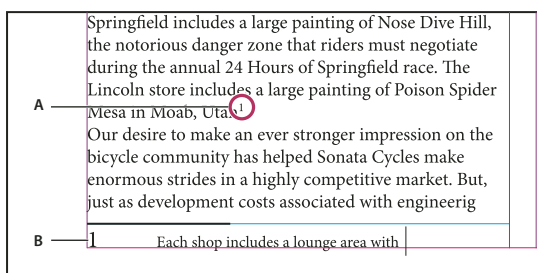 Springfield includes a large painting of Nose Dive Hill,
the notorious danger zone that riders must negotiate
during the annual 24 Hours of Springfield race. The
Lincoln store includes a large painting of Poison Spider
A
Mesa in Moab, Utah1
Our desire to make an ever stronger impression on the
bicycle community has helped Sonata Cycles make
enormous strides in a highly competitive market. But,
just as development costs associated with engineerig
B
1 Each shop includes a lounge area with